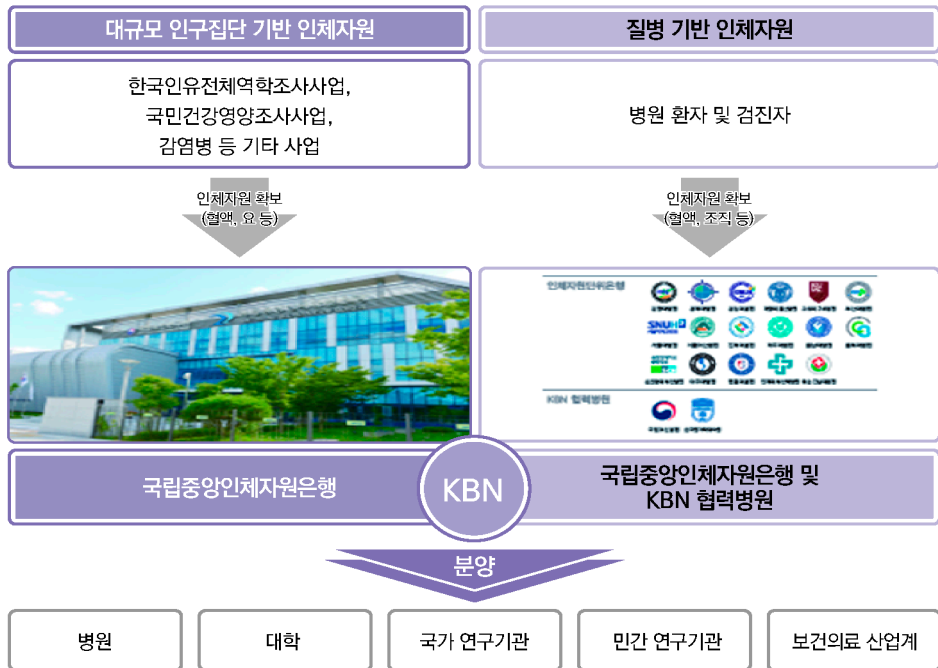 대규모 인구집단 기반 인체자원
질병 기반 인체자원
한국인유전체역학조사사업,
국민건강영양조사사업,
감염병 등 기타 사업
병원 환자 및 검진자
인체자원 확보
(혈액, 요 등)
인체자원 확보
(혈액, 조직 등)
인체자원단위은행
SNUH
KBN 협력병원
국립중앙인체자원은행
KBN
국립중앙인체자원은행 및
KBN 협력병원
분양
병원
대학
국가 연구기관
민간 연구기관
보건의료 산업계